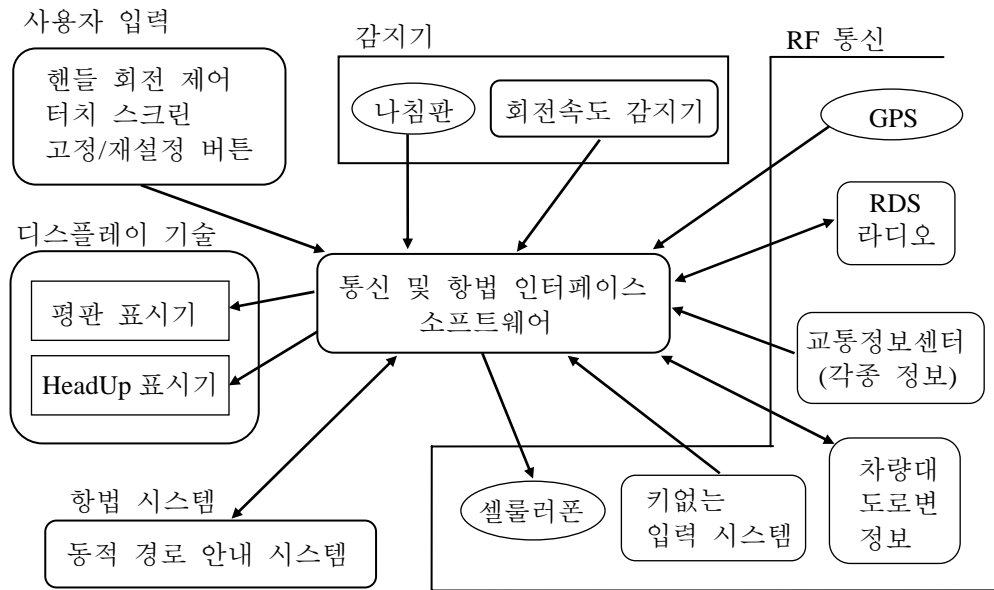 사용자 입력
핸들 회전 제어
터치 스크린
고정/재설정 버튼
감지기
나침판
회전속도 감지기
RF 통신
GPS
RDS
라디오
디스플레이 기술
평판 표시기
HeadUp 표시기
통신 및 항법 인터페이스
소프트웨어
교통정보센터
(각종 정보)
항법 시스템
동적 경로 안내 시스템
셀룰러폰
키없는
입력 시스템
차량대
도로변
정보